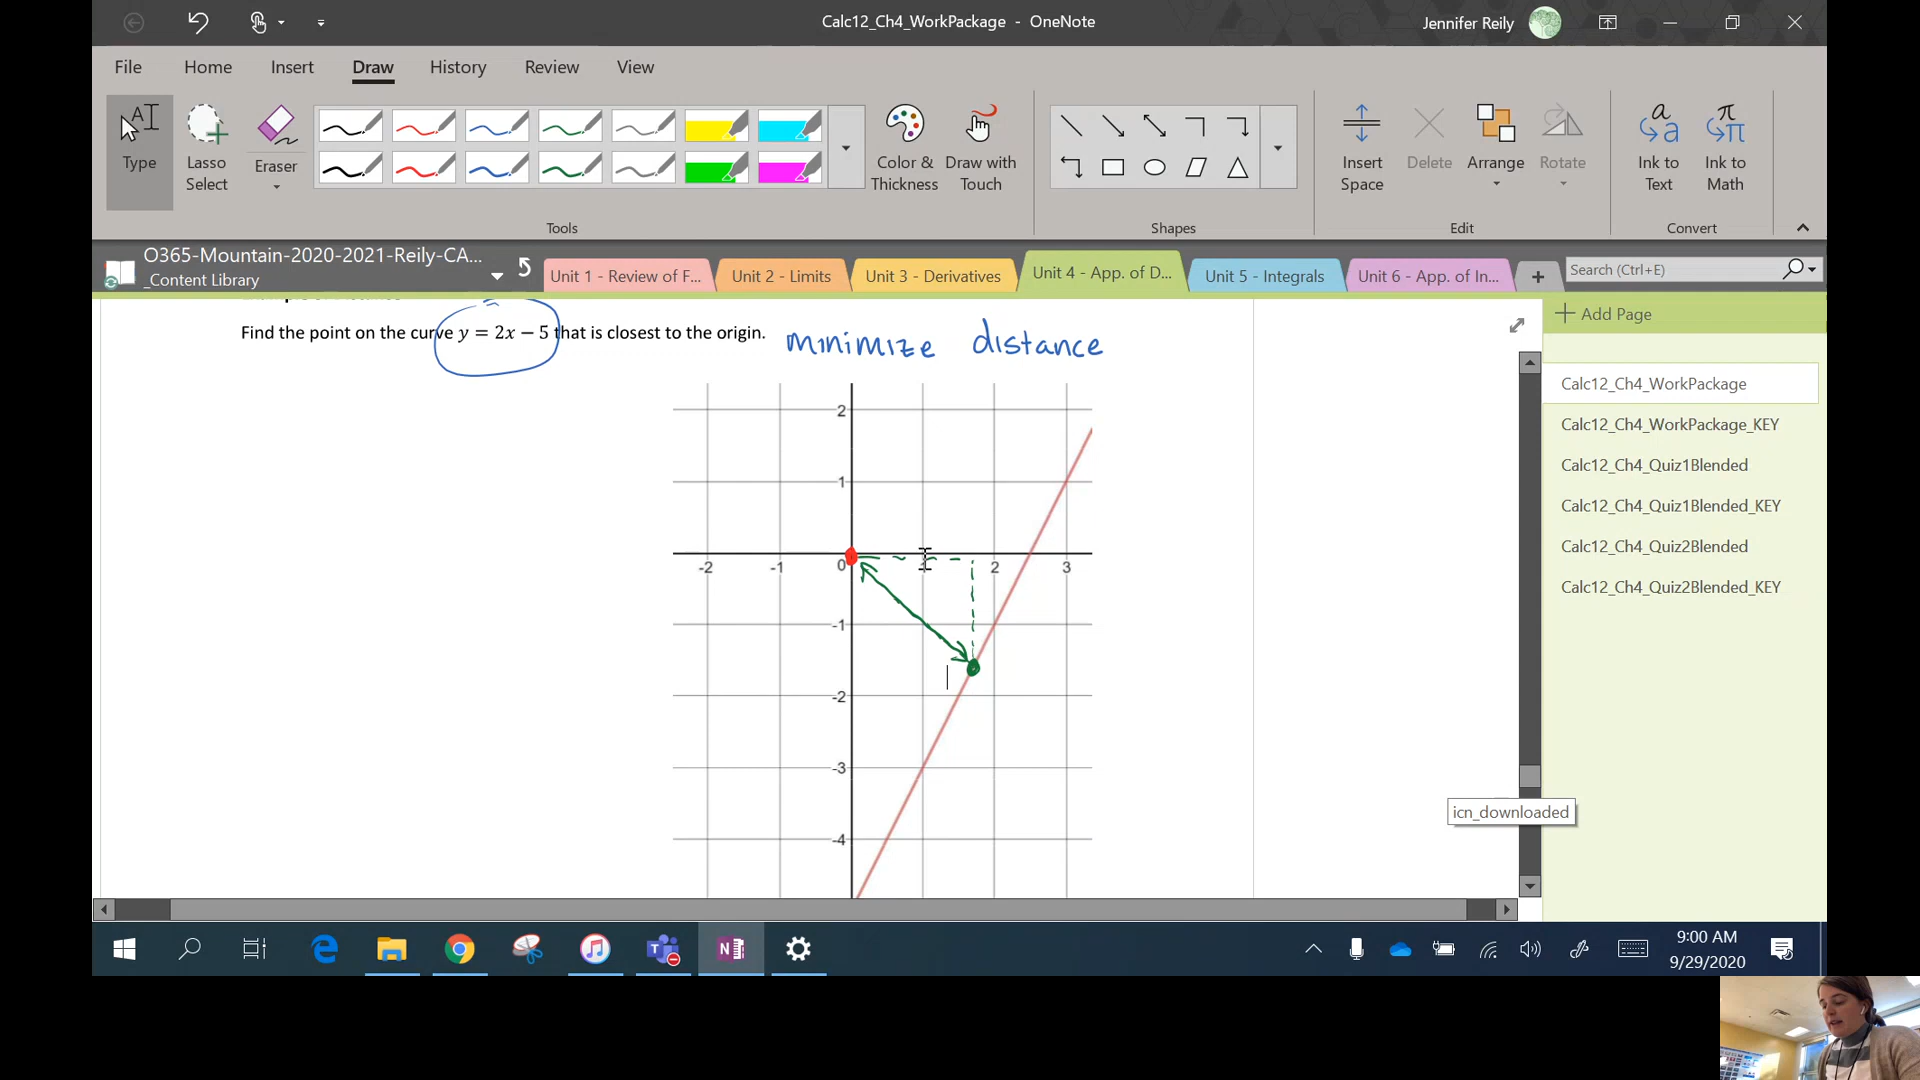 Calc12_Ch4_WorkPackage - OneNote
Jennifer Reily
File Home Insert Draw History Review View
Type
Lasso Select
Eraser
Color & Thickness
Draw with Touch
Insert Space
Delete
Arrange
Rotate
Ink to Text
Ink to Math
Tools
Shapes
Edit
Convert
O365-Mountain-2020-2021-Reily-CA...
_Content Library
Unit 1 - Review of F...
Unit 2 - Limits
Unit 3 - Derivatives
Unit 4 - App. of D...
Unit 5 - Integrals
Unit 6 - App. of In...
Search (Ctrl+E)
Find the point on the curve y = 2x − 5 that is closest to the origin.
minimize distance
2
1
-2 -1 0 1 2 3
-1
-2
-3
-4
Add Page
Calc12_Ch4_WorkPackage
Calc12_Ch4_WorkPackage_KEY
Calc12_Ch4_Quiz1Blended
Calc12_Ch4_Quiz1Blended_KEY
Calc12_Ch4_Quiz2Blended
Calc12_Ch4_Quiz2Blended_KEY
icn_downloaded
9:00 AM
9/29/2020